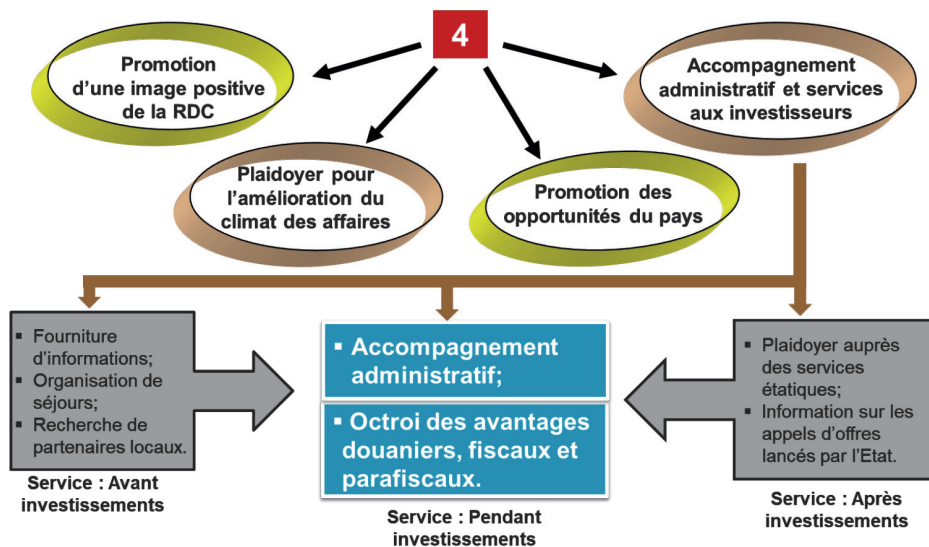 4
Promotion
d'une image positive
de la RDC
Accompagnement
administratif et services
aux investisseurs
Plaidoyer pour
l'amélioration du
climat des affaires
Promotion des
opportunités du pays
▪ Fourniture
d'informations;
▪ Organisation de
séjours;
▪ Recherche de
partenaires locaux.
Service : Avant
investissements
▪ Accompagnement
administratif;
▪ Octroi des avantages
douaniers, fiscaux et
parafiscaux.
Service : Pendant
investissements
▪ Plaidoyer auprès
des services
étatiques;
▪ Information sur les
appels d'offres
lancés par l'Etat.
Service : Après
investissements